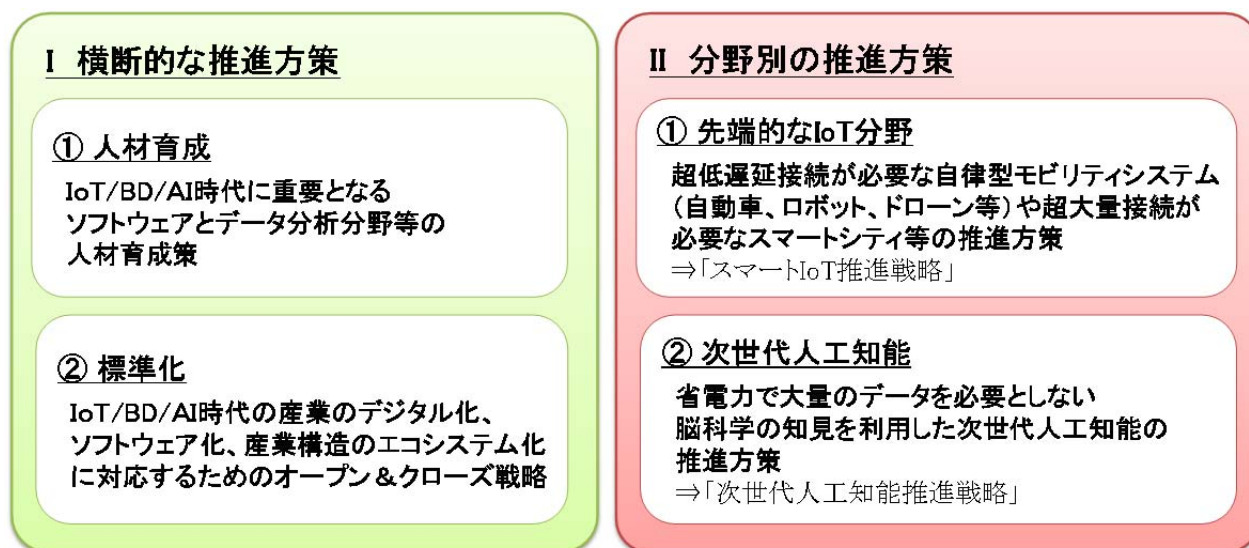 I 横断的な推進方策
① 人材育成
IoT/BD/AI時代に重要となる
ソフトウェアとデータ分析分野等の
人材育成策
② 標準化
IoT/BD/AI時代の産業のデジタル化、
ソフトウェア化、産業構造のエコシステム化
に対応するためのオープン＆クローズ戦略
II 分野別の推進方策
① 先端的なIoT分野
超低遅延接続が必要な自律型モビリティシステム
（自動車、ロボット、ドローン等）や超大量接続が
必要なスマートシティ等の推進方策
⇒「スマートIoT推進戦略」
② 次世代人工知能
省電力で大量のデータを必要としない
脳科学の知見を利用した次世代人工知能の
推進方策
⇒「次世代人工知能推進戦略」